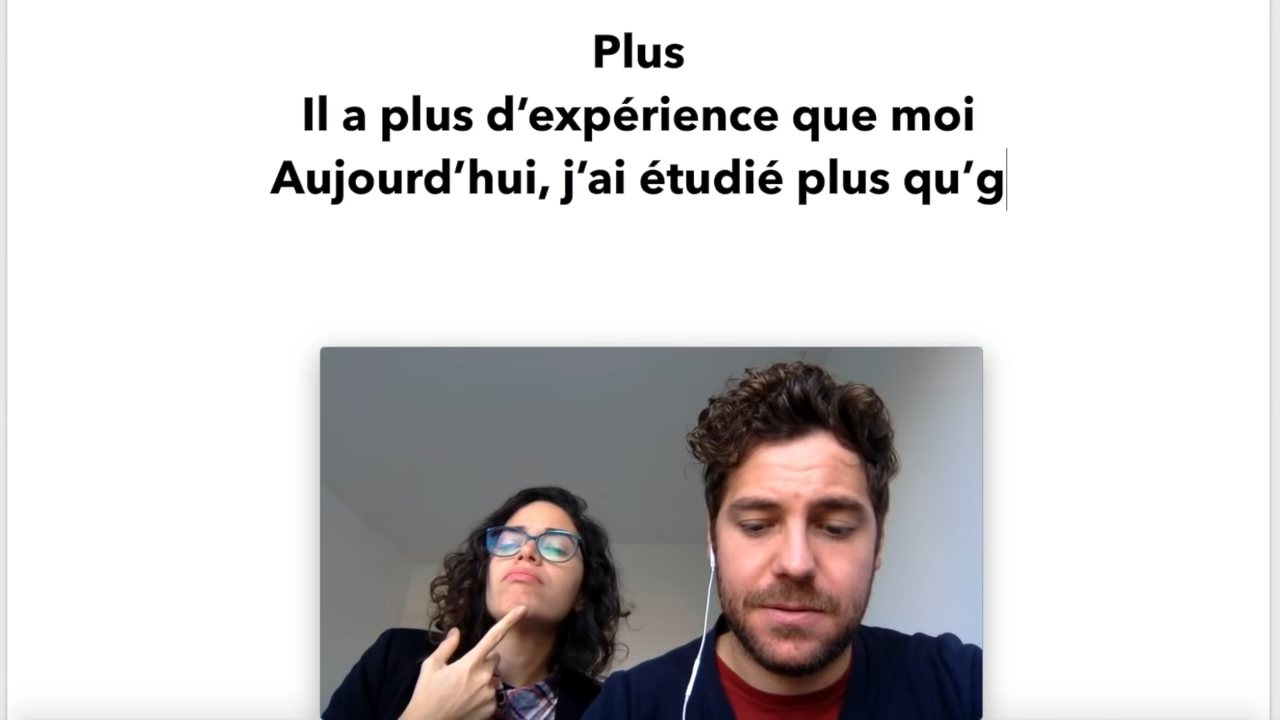 Plus
Il a plus d’expérience que moi
Aujourd’hui, j’ai étudié plus qu’g